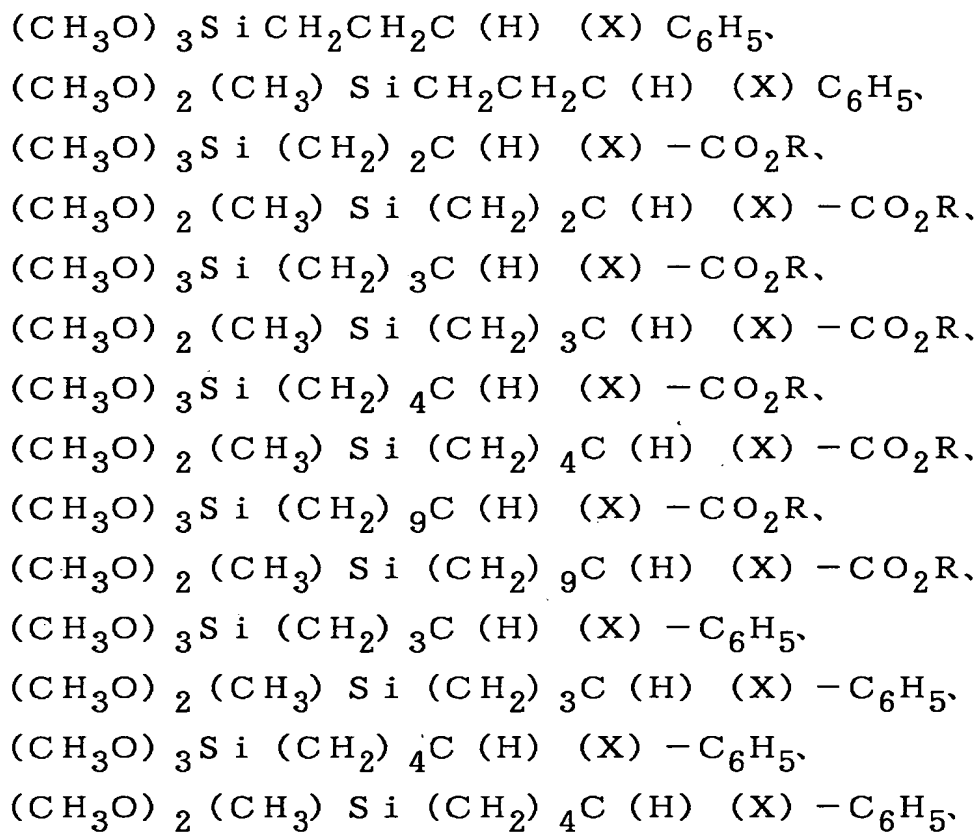 (CH₃O)₃SiCH₂CH₂C(H)(X)C₆H₅、
(CH₃O)₂(CH₃)SiCH₂CH₂C(H)(X)C₆H₅、
(CH₃O)₃Si(CH₂)₂C(H)(X)−CO₂R、
(CH₃O)₂(CH₃)Si(CH₂)₂C(H)(X)−CO₂R、
(CH₃O)₃Si(CH₂)₃C(H)(X)−CO₂R、
(CH₃O)₂(CH₃)Si(CH₂)₃C(H)(X)−CO₂R、
(CH₃O)₃Si(CH₂)₄C(H)(X)−CO₂R、
(CH₃O)₂(CH₃)Si(CH₂)₄C(H)(X)−CO₂R、
(CH₃O)₃Si(CH₂)₉C(H)(X)−CO₂R、
(CH₃O)₂(CH₃)Si(CH₂)₉C(H)(X)−CO₂R、
(CH₃O)₃Si(CH₂)₃C(H)(X)−C₆H₅、
(CH₃O)₂(CH₃)Si(CH₂)₃C(H)(X)−C₆H₅、
(CH₃O)₃Si(CH₂)₄C(H)(X)−C₆H₅、
(CH₃O)₂(CH₃)Si(CH₂)₄C(H)(X)−C₆H₅、